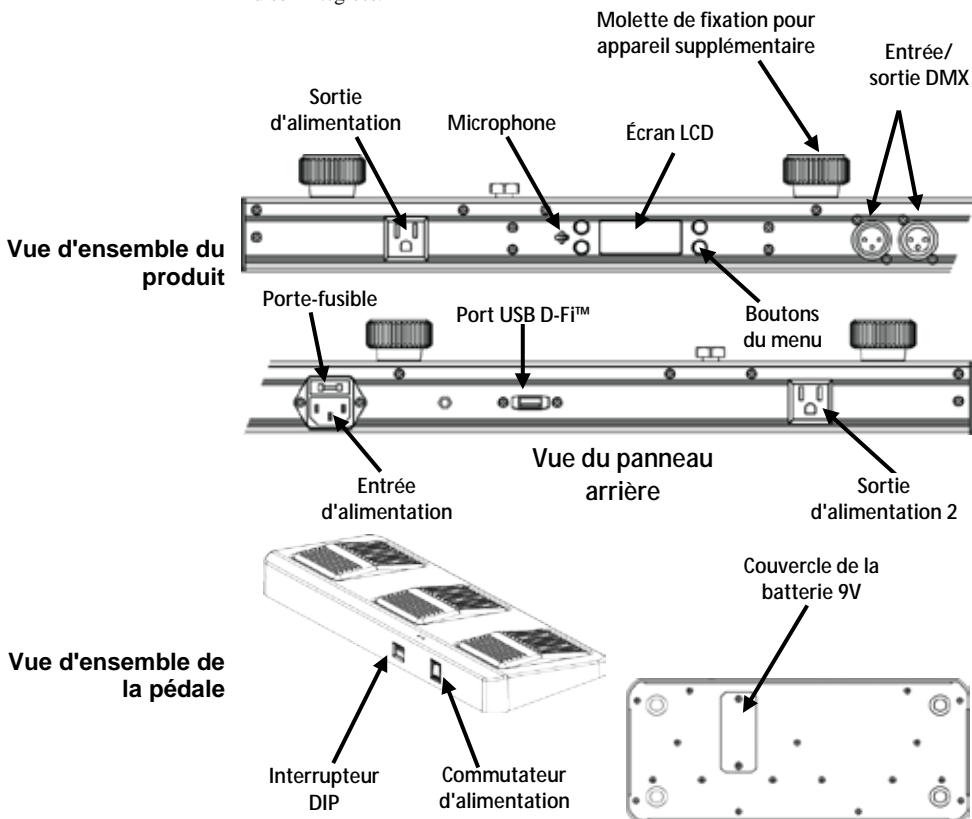 Molette de fixation pour
appareil supplémentaire
Entrée/
sortie DMX
Sortie
d'alimentation
Microphone
Écran LCD
Vue d'ensemble du
produit
Porte-fusible
Port USB D-Fi™
Boutons
du menu
Vue du panneau
arrière
Entrée
d'alimentation
Sortie
d'alimentation 2
Couvercle de la
batterie 9V
Vue d'ensemble de
la pédale
Interrupteur
DIP
Commutateur
d'alimentation